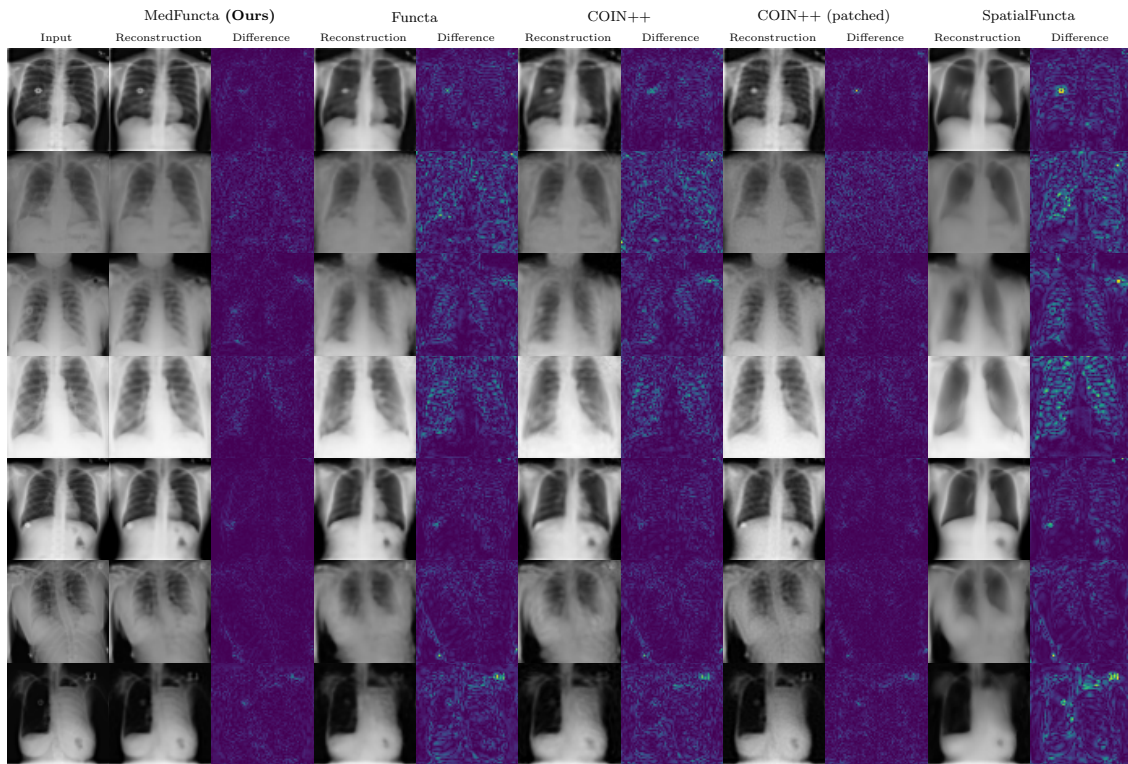 MedFuncta (Ours) Functa COIN++ COIN++ (patched) SpatialFuncta
Input Reconstruction Difference Reconstruction Difference Reconstruction Difference Reconstruction Difference Reconstruction Difference